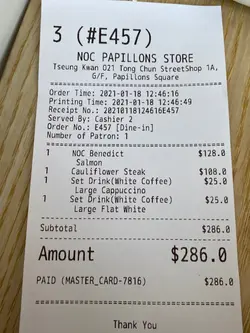 3 (#E457)
NOC PAPILLONS STORE
Tseung Kwan O21 Tong Chun StreetShop 1A,
G/F, Papillons Square
Order Time: 2021-01-18 12:46:16
Printing Time: 2021-01-18 12:46:49
Receipt No.: 20210118124616E457
Served By: Cashier 2
Order No.: E457 [Dine-in]
Number of Patron: 1
1 NOC Benedict $128.0
Salmon
1 Cauliflower Steak $108.0
1 Set Drink(White Coffee) $25.0
Large Cappuccino
1 Set Drink(White Coffee) $25.0
Large Flat White
Subtotal $286.0
Amount $286.0
PAID (MASTER_CARD-7816) $286.0
Thank You